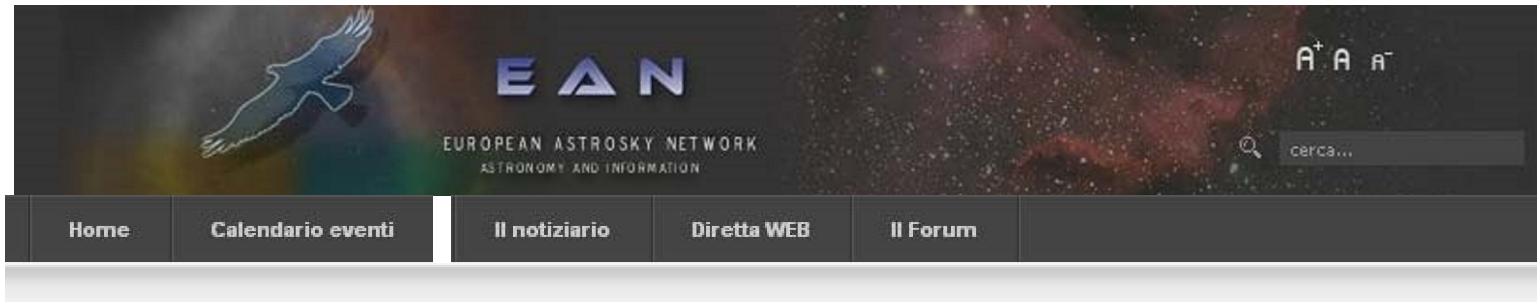 EAN
EUROPEAN ASTROSKY NETWORK
ASTRONOMY AND INFORMATION
A+ A A-
cerca...
Home Calendario eventi Il notiziario Diretta WEB Il Forum